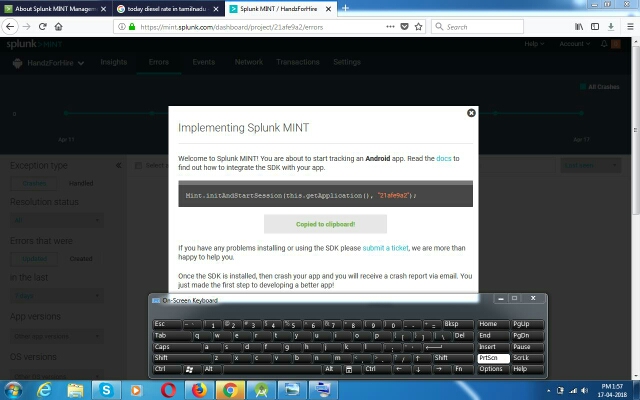 About Splunk MINT Managem
today diesel rate in tamilnadu
Splunk MINT / HandzForHire
https://mint.splunk.com/dashboard/project/21afe9a2/errors
Search
splunk>MINT
Help
Account
HandzForHire
Insights
Errors
Events
Network
Transactions
Settings
All Crashes
Apr 17
Apr 17
Implementing Splunk MINT
Welcome to Splunk MINT! You are about to start tracking an Android app. Read the docs to
find out how to integrate the SDK with your app.
Mint.initAndStartSession(this.getApplication(), "21afe9a2");
Copied to clipboard!
If you have any problems installing or using the SDK please submit a ticket, we are more than
happy to help you.
Once the SDK is installed, then crash your app and you will receive a crash report via email. You
just made the first step to developing a better app!
Exception type
Crashes
Handled
Resolution status
All
Errors that were
Updated
Created
in the last
App versions
OS versions
On-Screen Keyboard
Esc 1 2 3 4 5 6 7 8 9 0 - = Bksp Home PgUp
Tab q w e r t y u i o p [ ] \ Del End PgDn
Caps a s d f g h j k l ; ' Insert Pause
Shift z x c v b n m , . / ↑ Shift PrtScn ScrLk
Ctrl Alt Alt Ctrl ← ↓ → Fn Options Help
PM 1:57
17-04-2018